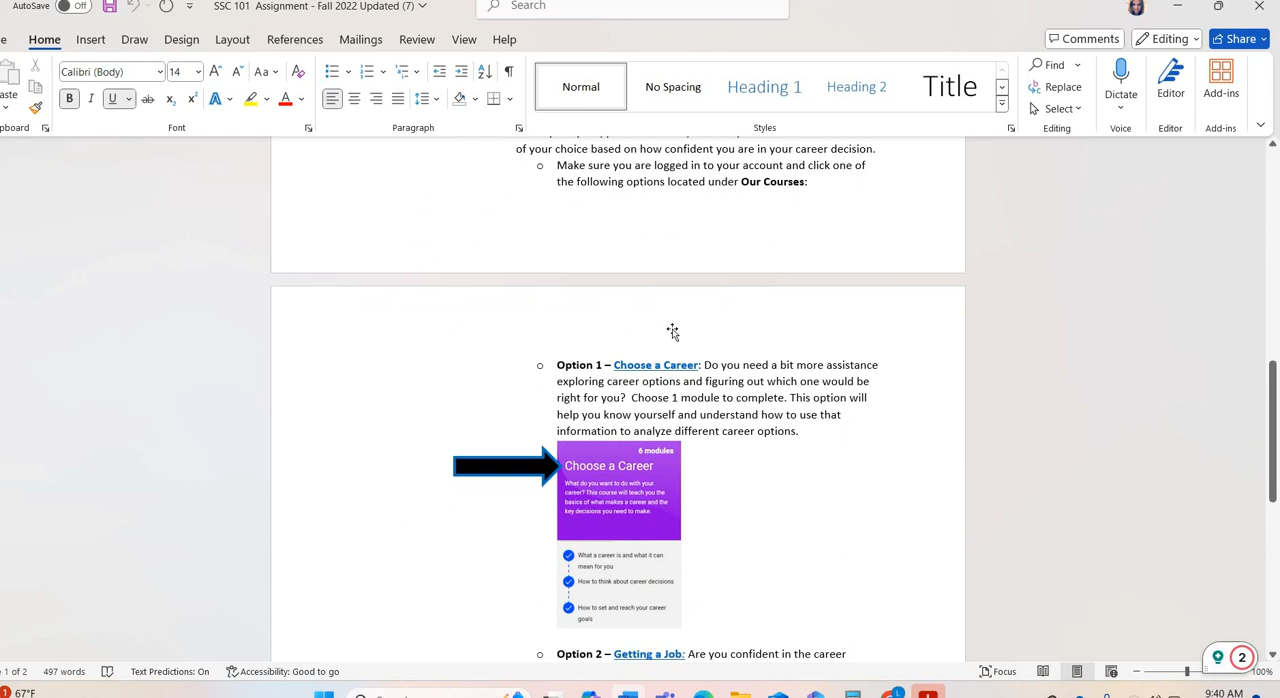 AutoSave Off SSC 101 Assignment - Fall 2022 Updated (7) Search
Home Insert Draw Design Layout References Mailings Review View Help Comments Editing Share
Calibri (Body) 14 Aa Normal No Spacing Heading 1 Heading 2 Title Find Replace Select Dictate Editor Add-ins
Font Paragraph Styles Editing Voice Editor Add-ins
of your choice based on how confident you are in your career decision.
o Make sure you are logged in to your account and click one of
the following options located under Our Courses:
o Option 1 – Choose a Career: Do you need a bit more assistance
exploring career options and figuring out which one would be
right for you? Choose 1 module to complete. This option will
help you know yourself and understand how to use that
information to analyze different career options.
6 modules
Choose a Career
What do you want to do with your
career? This course will teach you the
basics of what makes a career and the
key decisions you need to make.
What a career is and what it can
mean for you
How to think about career decisions
How to set and reach your career
goals
o Option 2 – Getting a Job: Are you confident in the career
1 of 2 497 words Text Predictions: On Accessibility: Good to go Focus 100%
2
67°F 9:40 AM